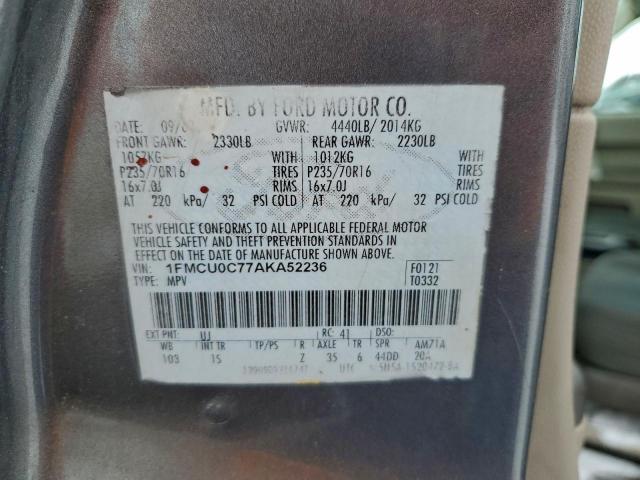 MFD. BY FORD MOTOR CO.
DATE: 09/ GVWR: 4440LB/ 2014KG
FRONT GAWR: 2330LB REAR GAWR: 2230LB
1057KG WITH 1012KG WITH
P235/70R16 TIRES P235/70R16 TIRES
16x7.0J RIMS 16x7.0J RIMS
AT 220 kPa/ 32 PSI COLD AT 220 kPa/ 32 PSI COLD
THIS VEHICLE CONFORMS TO ALL APPLICABLE FEDERAL MOTOR
VEHICLE SAFETY AND THEFT PREVENTION STANDARDS IN
EFFECT ON THE DATE OF MANUFACTURE SHOWN ABOVE.
VIN: 1FMCU0C77AKA52236 F0121
TYPE: MPV T0332
EXT PNT: UJ RC: 41 DSO:
WB INT TR TP/PS R AXLE TR SPR AM71A
103 15 Z 35 6 44DD 20A
UTC